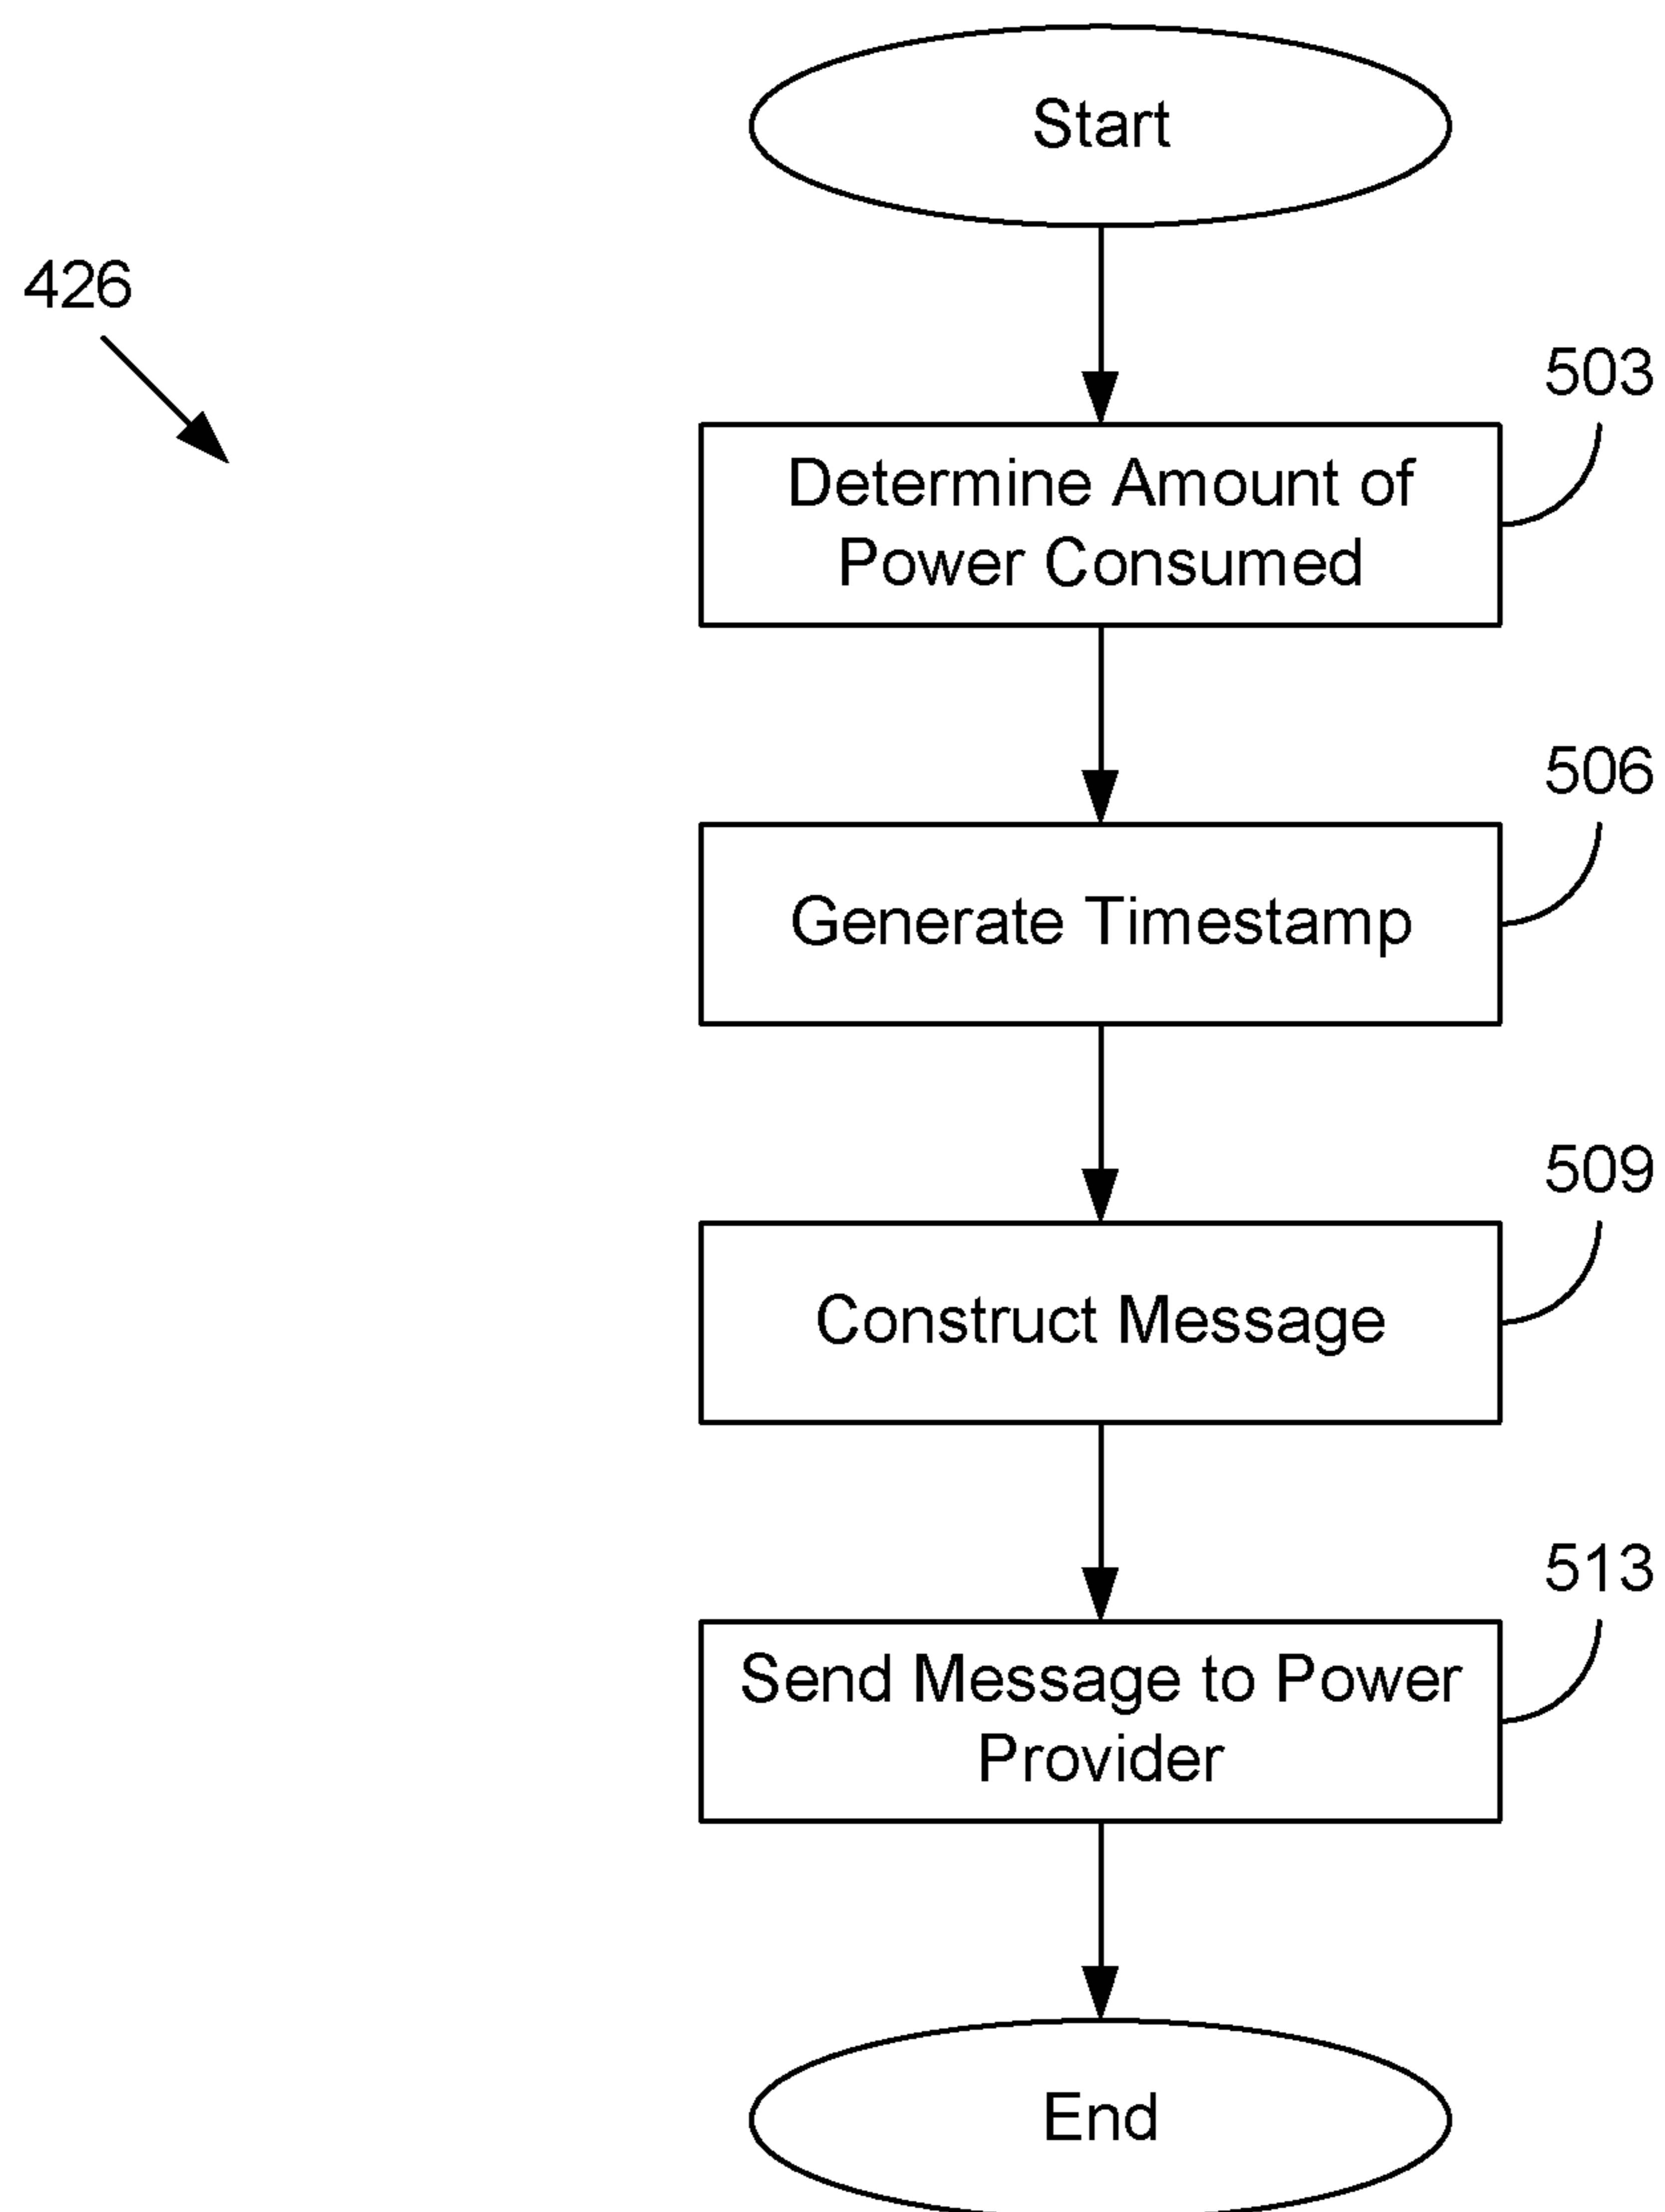 Start
426
503
Determine Amount of
Power Consumed
506
Generate Timestamp
509
Construct Message
513
Send Message to Power
Provider
End